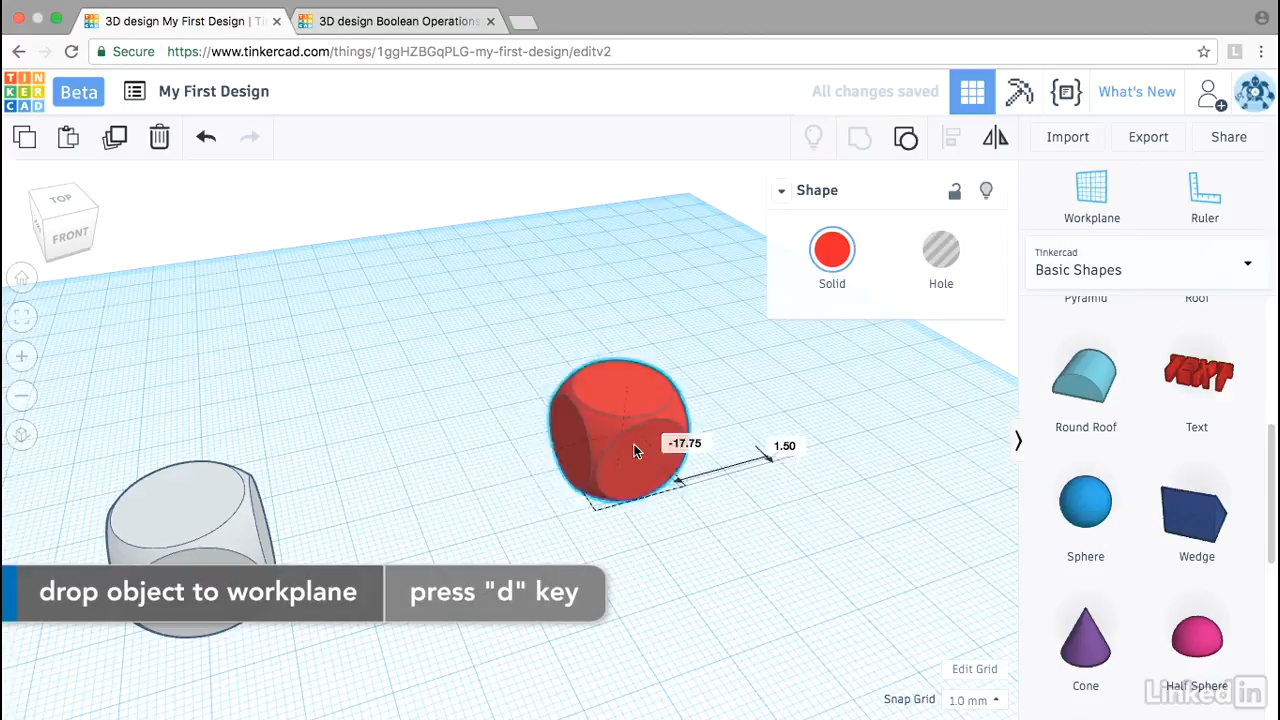 3D design My First Design | Ti
3D design Boolean Operations
Secure
https://www.tinkercad.com/things/1ggHZBGqPLG-my-first-design/editv2
L
TIN
KER
CAD
Beta
My First Design
All changes saved
What's New
Import
Export
Share
TOP
FRONT
Shape
Solid
Hole
Workplane
Ruler
Tinkercad
Basic Shapes
Pyramid
Roof
TEXT
Round Roof
Text
-17.75
1.50
Sphere
Wedge
drop object to workplane
press "d" key
Edit Grid
Snap Grid
1.0 mm
Cone
Half Sphere
Linked in